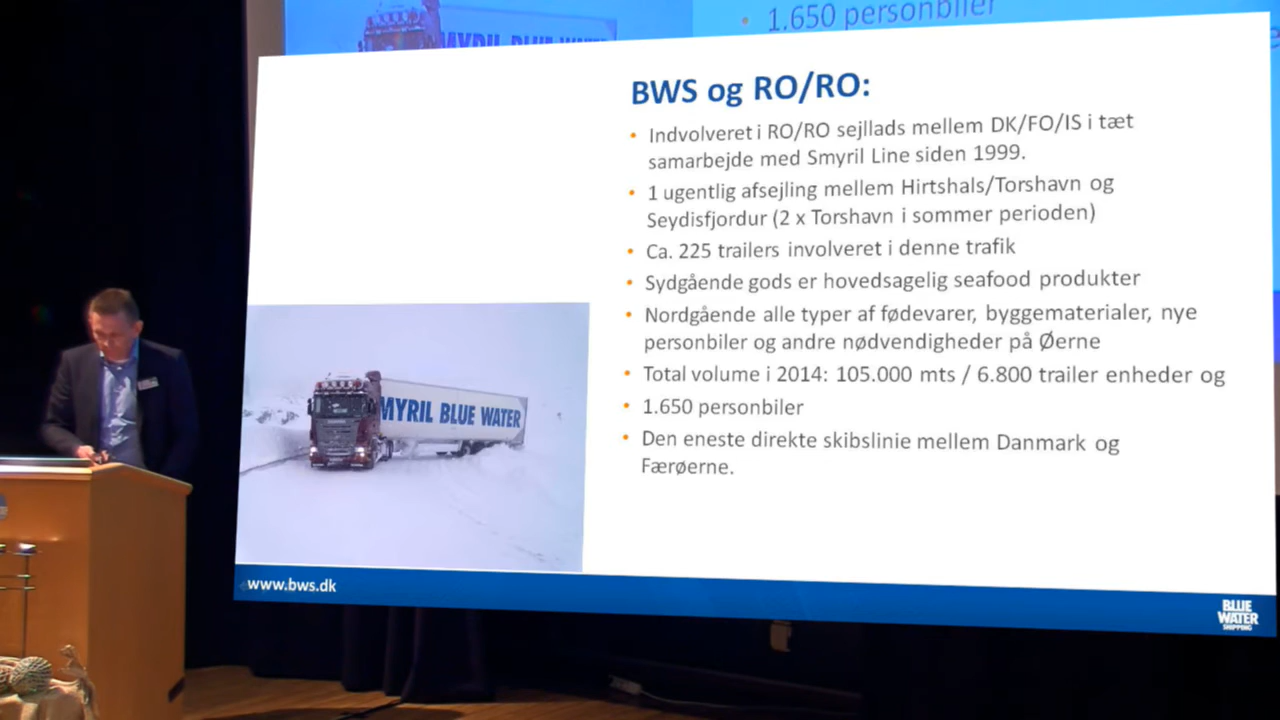 1.650 personbiler
BWS og RO/RO:
• Indvolveret i RO/RO sejllads mellem DK/FO/IS i tæt
samarbejde med Smyril Line siden 1999.
• 1 ugentlig afsejling mellem Hirtshals/Torshavn og
Seydisfjordur (2 x Torshavn i sommer perioden)
• Ca. 225 trailers involveret i denne trafik
• Sydgående gods er hovedsagelig seafood produkter
• Nordgående alle typer af fødevarer, byggematerialer, nye
personbiler og andre nødvendigheder på Øerne
• Total volume i 2014: 105.000 mts / 6.800 trailer enheder og
• 1.650 personbiler
• Den eneste direkte skibslinie mellem Danmark og
Færøerne.
MYRIL BLUE WATER
www.bws.dk
BLUE
WATER
SHIPPING